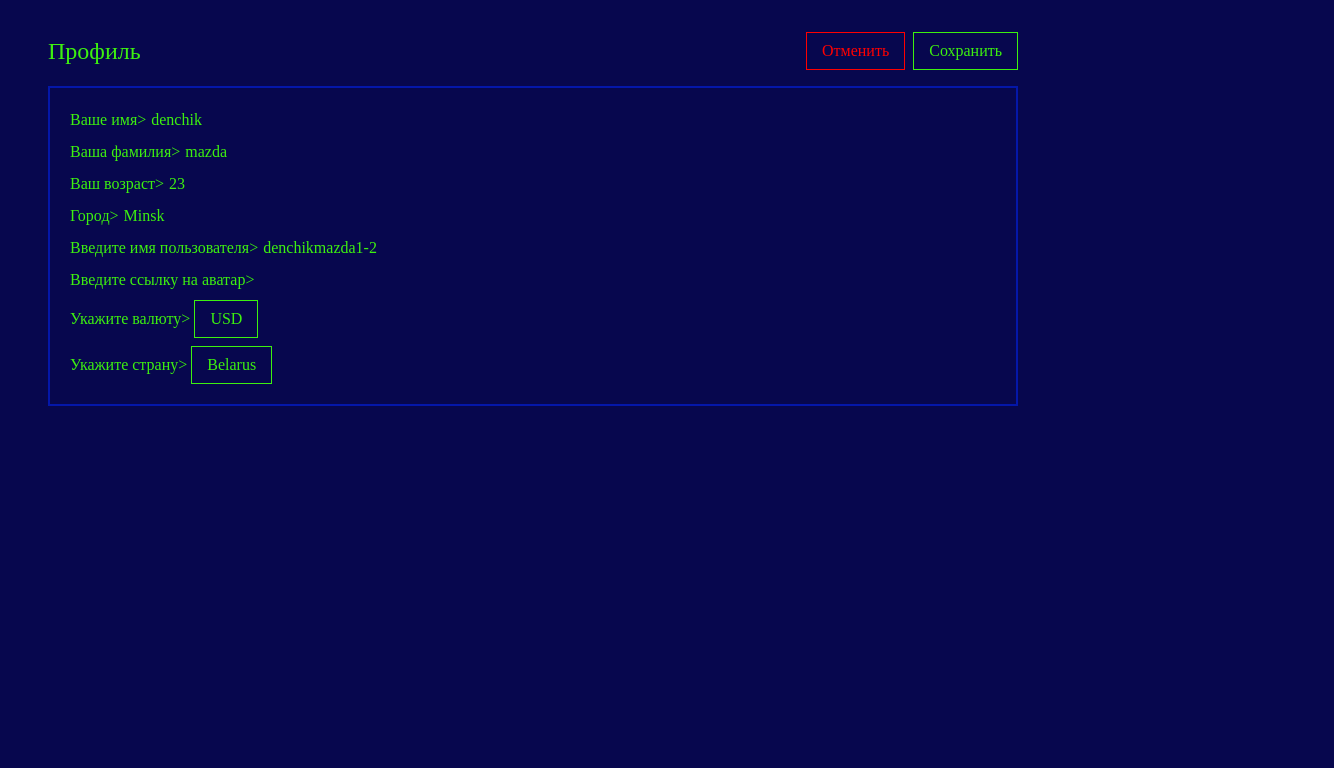 Профиль
Отменить
Сохранить
Ваше имя> denchik
Ваша фамилия> mazda
Ваш возраст> 23
Город> Minsk
Введите имя пользователя> denchikmazda1-2
Введите ссылку на аватар>
Укажите валюту> USD
Укажите страну> Belarus